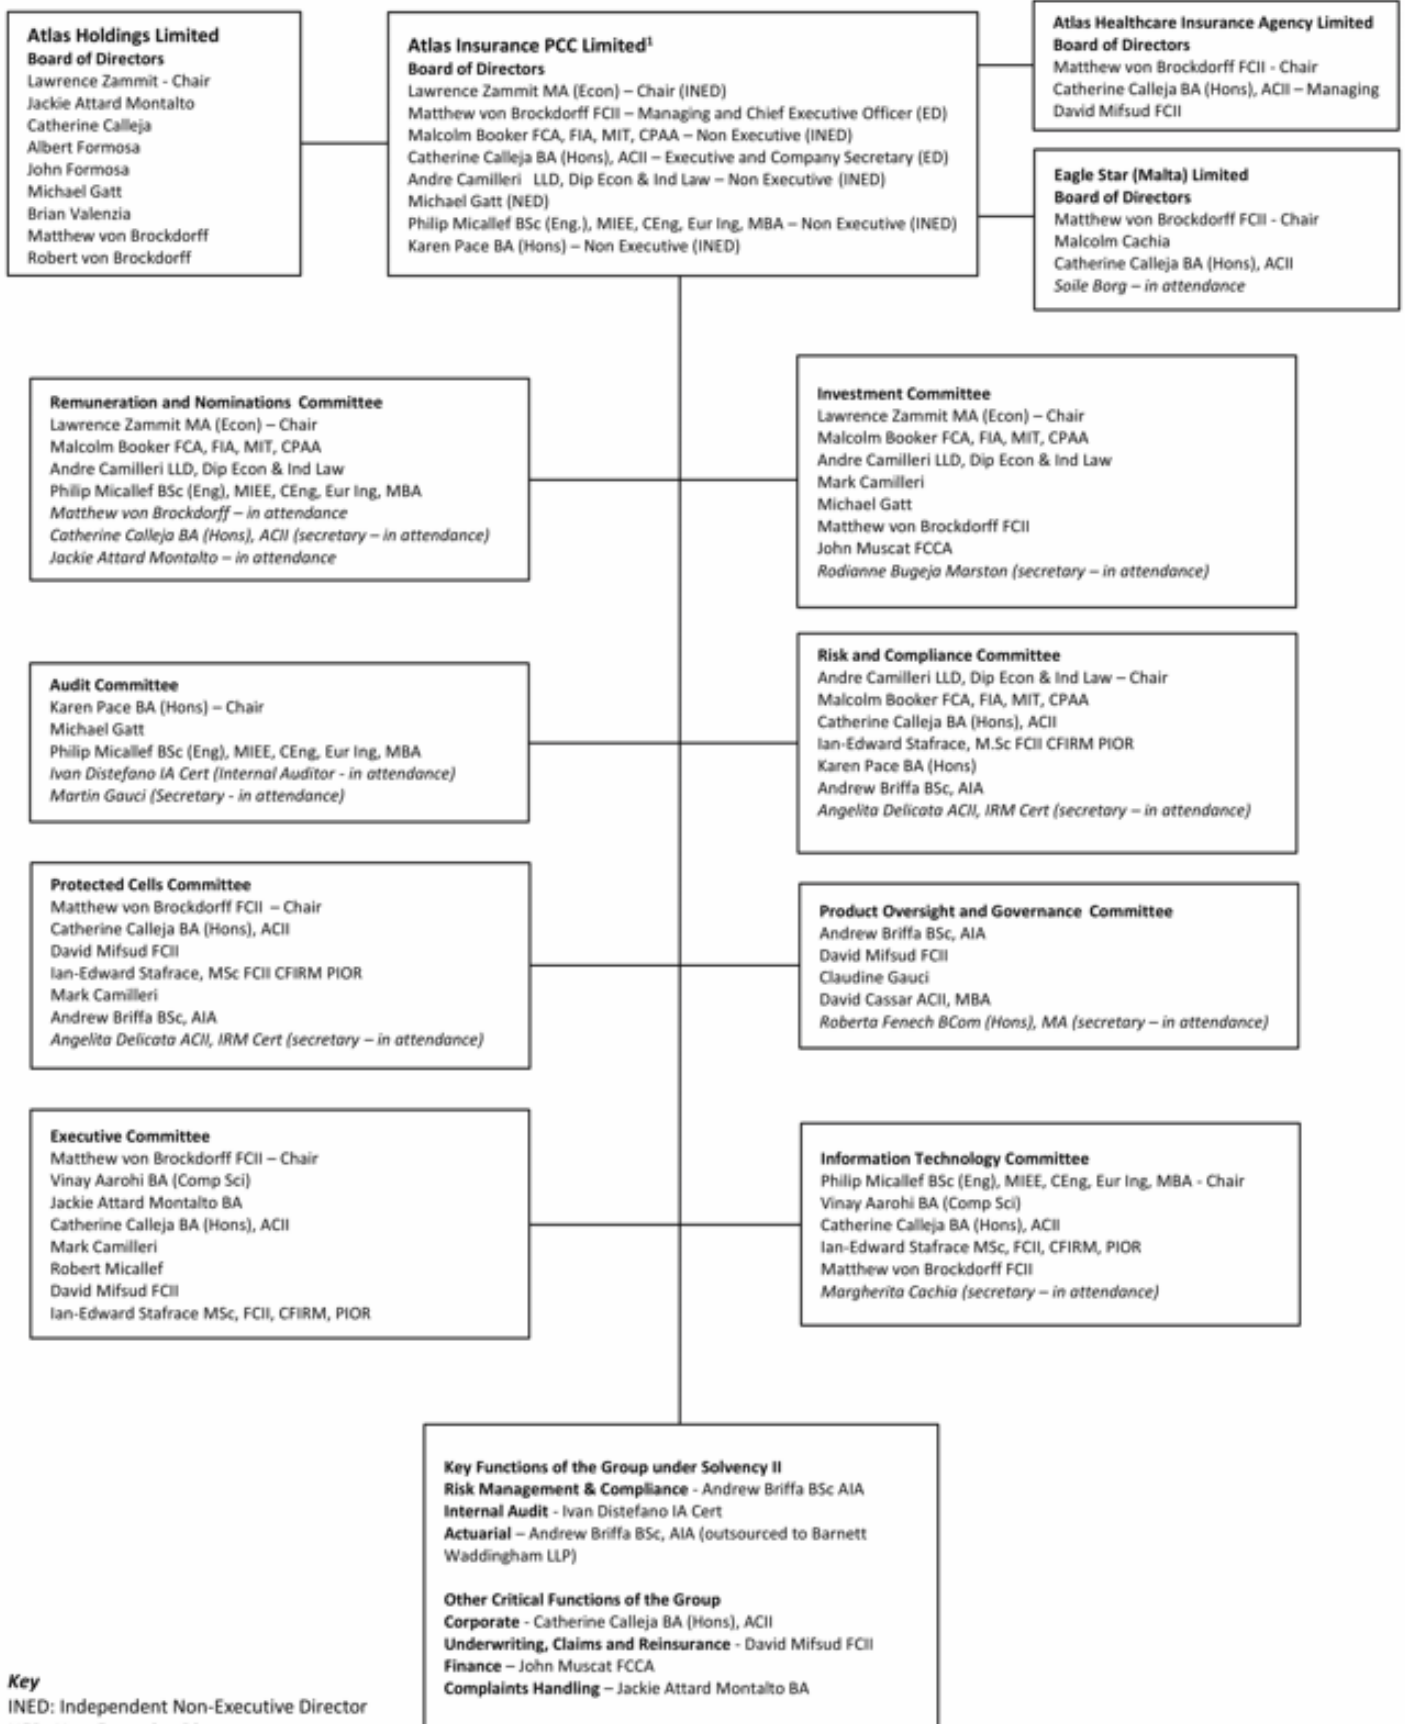 Atlas Holdings Limited
Board of Directors
Lawrence Zammit - Chair
Jackie Attard Montalto
Catherine Calleja
Albert Formosa
John Formosa
Michael Gatt
Brian Valenzia
Matthew von Brockdorff
Robert von Brockdorff
Atlas Insurance PCC Limited¹
Board of Directors
Lawrence Zammit MA (Econ) – Chair (INED)
Matthew von Brockdorff FCII – Managing and Chief Executive Officer (ED)
Malcolm Booker FCA, FIA, MIT, CPAA – Non Executive (INED)
Catherine Calleja BA (Hons), ACII – Executive and Company Secretary (ED)
Andre Camilleri LLD, Dip Econ & Ind Law – Non Executive (INED)
Michael Gatt (NED)
Philip Micallef BSc (Eng.), MIEE, CEng, Eur Ing, MBA – Non Executive (INED)
Karen Pace BA (Hons) – Non Executive (INED)
Atlas Healthcare Insurance Agency Limited
Board of Directors
Matthew von Brockdorff FCII - Chair
Catherine Calleja BA (Hons), ACII – Managing
David Mifsud FCII
Eagle Star (Malta) Limited
Board of Directors
Matthew von Brockdorff FCII - Chair
Malcolm Cachia
Catherine Calleja BA (Hons), ACII
Soile Borg – in attendance
Remuneration and Nominations Committee
Lawrence Zammit MA (Econ) – Chair
Malcolm Booker FCA, FIA, MIT, CPAA
Andre Camilleri LLD, Dip Econ & Ind Law
Philip Micallef BSc (Eng), MIEE, CEng, Eur Ing, MBA
Matthew von Brockdorff – in attendance
Catherine Calleja BA (Hons), ACII (secretary – in attendance)
Jackie Attard Montalto – in attendance
Investment Committee
Lawrence Zammit MA (Econ) – Chair
Malcolm Booker FCA, FIA, MIT, CPAA
Andre Camilleri LLD, Dip Econ & Ind Law
Mark Camilleri
Michael Gatt
Matthew von Brockdorff FCII
John Muscat FCCA
Rodianne Bugeja Marston (secretary – in attendance)
Audit Committee
Karen Pace BA (Hons) – Chair
Michael Gatt
Philip Micallef BSc (Eng), MIEE, CEng, Eur Ing, MBA
Ivan Distefano IA Cert (Internal Auditor - in attendance)
Martin Gauci (Secretary - in attendance)
Risk and Compliance Committee
Andre Camilleri LLD, Dip Econ & Ind Law – Chair
Malcolm Booker FCA, FIA, MIT, CPAA
Catherine Calleja BA (Hons), ACII
Ian-Edward Stafrace, M.Sc FCII CFIRM PIOR
Karen Pace BA (Hons)
Andrew Briffa BSc, AIA
Angelita Delicata ACII, IRM Cert (secretary – in attendance)
Protected Cells Committee
Matthew von Brockdorff FCII – Chair
Catherine Calleja BA (Hons), ACII
David Mifsud FCII
Ian-Edward Stafrace, MSc FCII CFIRM PIOR
Mark Camilleri
Andrew Briffa BSc, AIA
Angelita Delicata ACII, IRM Cert (secretary – in attendance)
Product Oversight and Governance Committee
Andrew Briffa BSc, AIA
David Mifsud FCII
Claudine Gauci
David Cassar ACII, MBA
Roberta Fenech BCom (Hons), MA (secretary – in attendance)
Executive Committee
Matthew von Brockdorff FCII – Chair
Vinay Aarohi BA (Comp Sci)
Jackie Attard Montalto BA
Catherine Calleja BA (Hons), ACII
Mark Camilleri
Robert Micallef
David Mifsud FCII
Ian-Edward Stafrace MSc, FCII, CFIRM, PIOR
Information Technology Committee
Philip Micallef BSc (Eng), MIEE, CEng, Eur Ing, MBA - Chair
Vinay Aarohi BA (Comp Sci)
Catherine Calleja BA (Hons), ACII
Ian-Edward Stafrace MSc, FCII, CFIRM, PIOR
Matthew von Brockdorff FCII
Margherita Cachia (secretary – in attendance)
Key Functions of the Group under Solvency II
Risk Management & Compliance - Andrew Briffa BSc AIA
Internal Audit - Ivan Distefano IA Cert
Actuarial – Andrew Briffa BSc, AIA (outsourced to Barnett
Waddingham LLP)
Other Critical Functions of the Group
Corporate - Catherine Calleja BA (Hons), ACII
Underwriting, Claims and Reinsurance - David Mifsud FCII
Finance – John Muscat FCCA
Complaints Handling – Jackie Attard Montalto BA
Key
INED: Independent Non-Executive Director